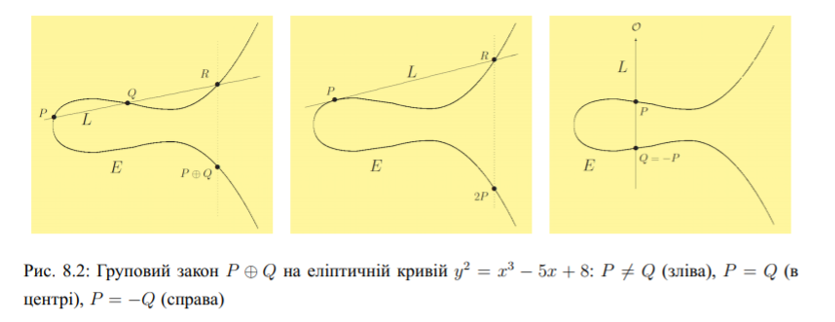 P
Q
R
L
E
P ⊕ Q
P
L
R
E
2P
O
L
P
Q = −P
E
Рис. 8.2: Груповий закон P ⊕ Q на еліптичній кривій y² = x³ − 5x + 8: P ≠ Q (зліва), P = Q (в
центрі), P = −Q (справа)